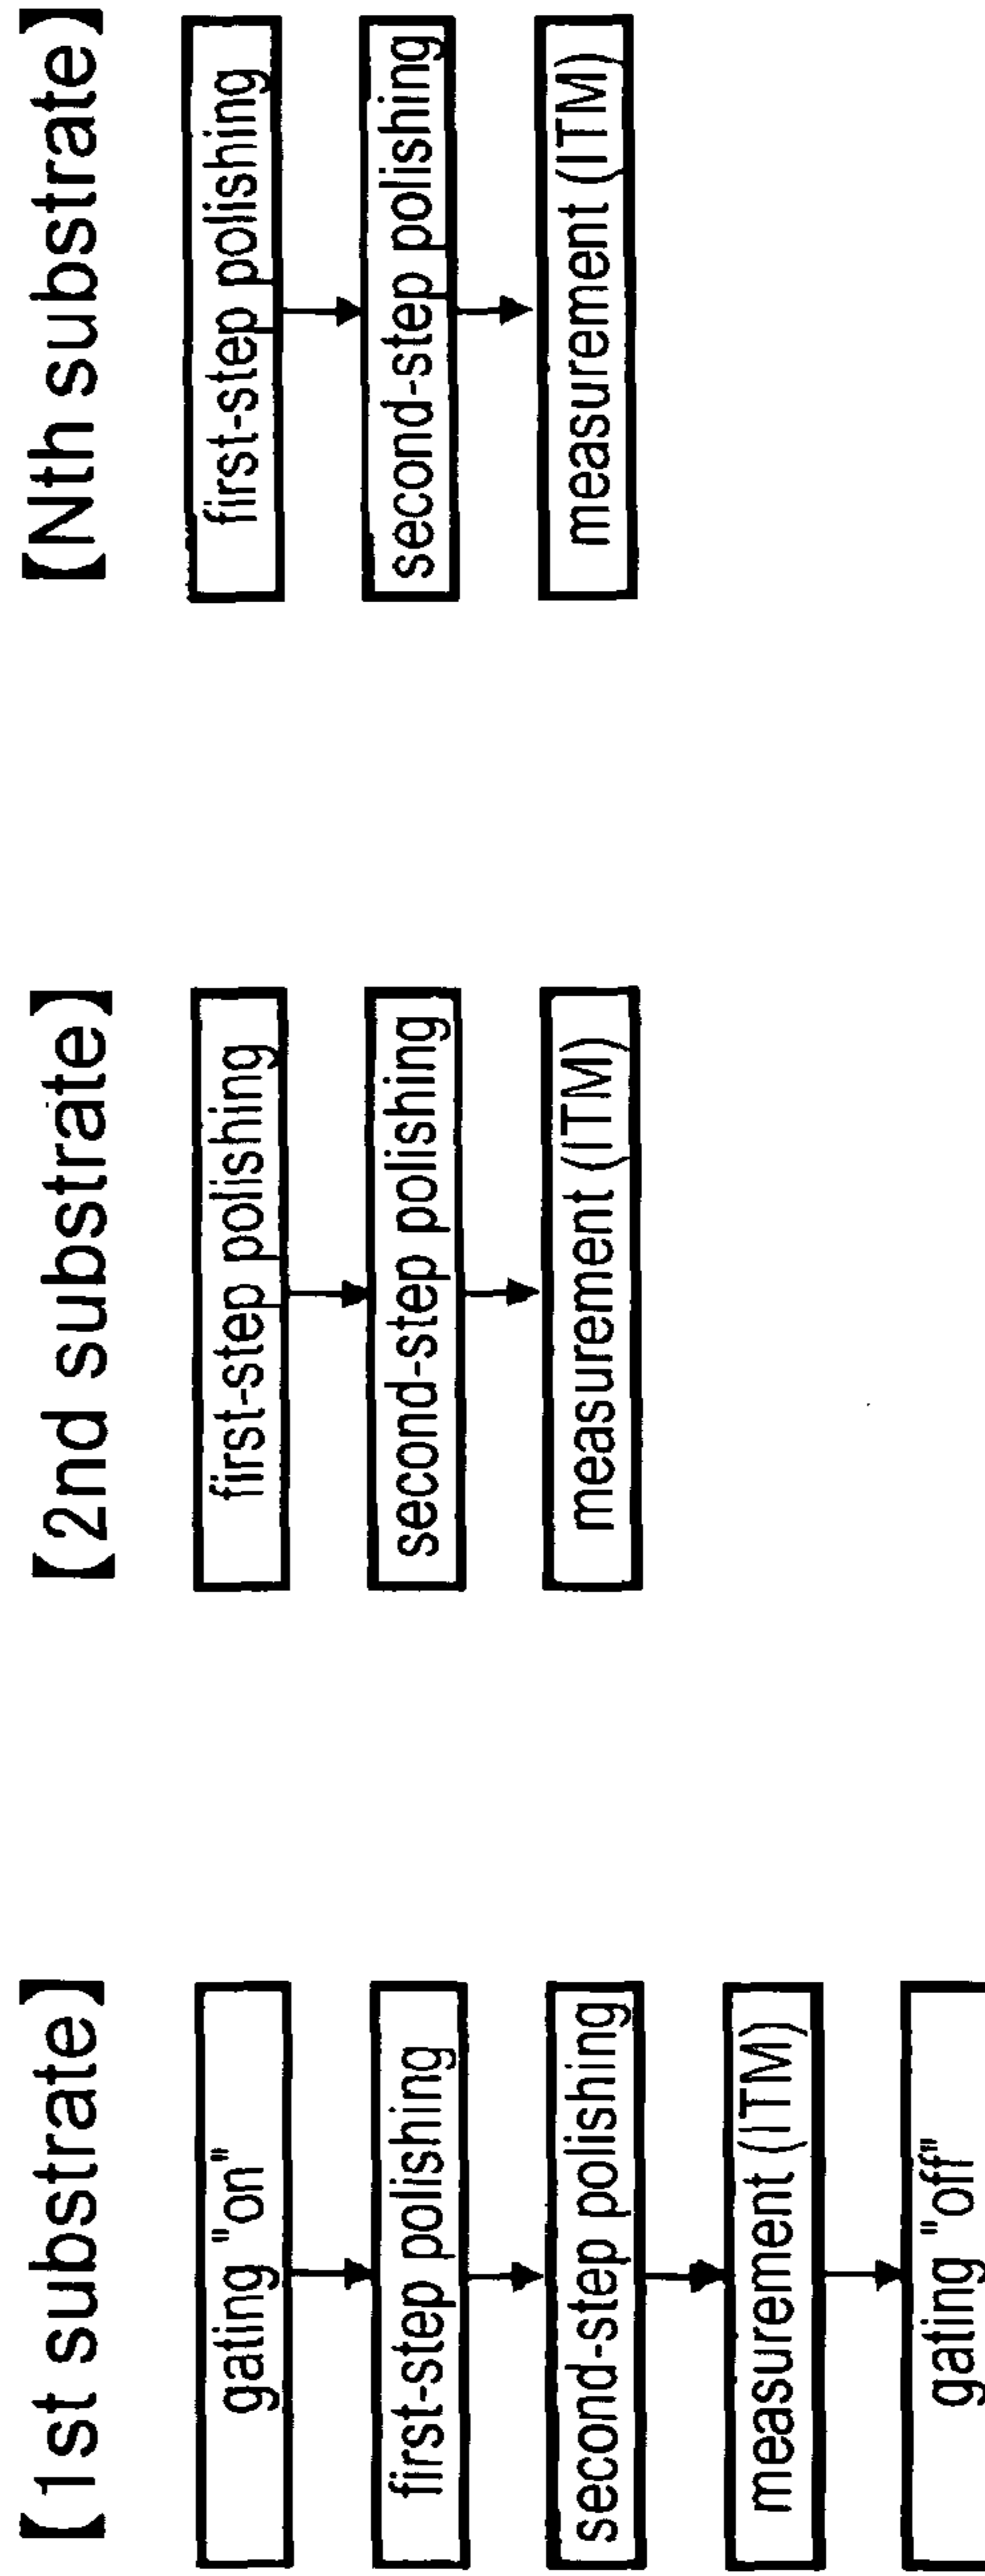 【1st substrate】
gating "on"
first-step polishing
second-step polishing
measurement (ITM)
gating "off"
【2nd substrate】
first-step polishing
second-step polishing
measurement (ITM)
【Nth substrate】
first-step polishing
second-step polishing
measurement (ITM)